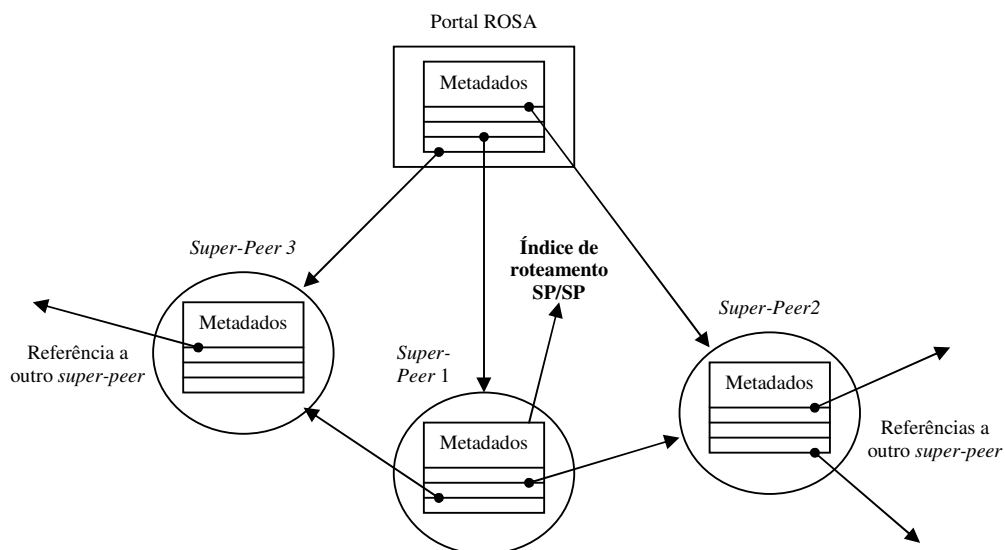 Portal ROSA
Metadados
Super-Peer 3
Índice de
roteamento
SP/SP
Super-Peer2
Metadados
Referência a
outro super-peer
Super-
Peer 1
Metadados
Metadados
Referências a
outro super-peer